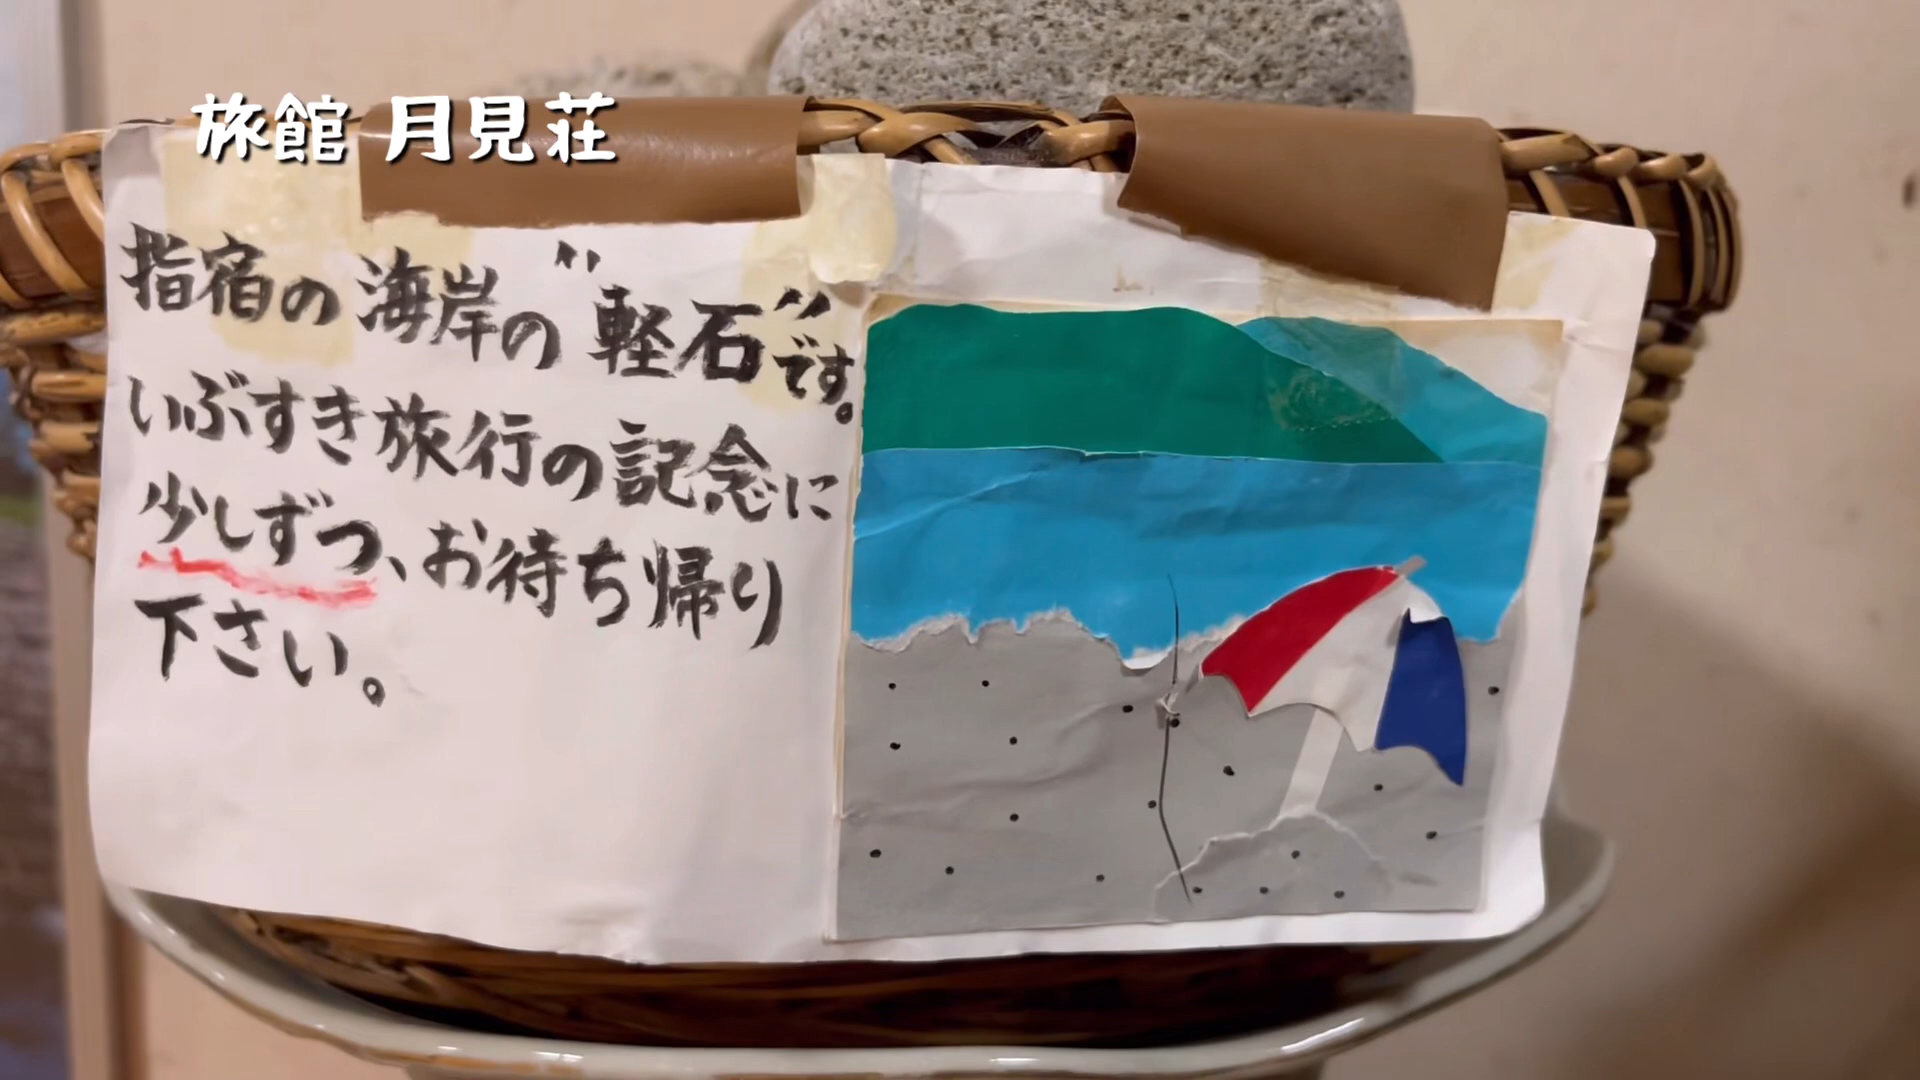 旅館 月見荘
指宿の海岸の〝軽石〟です。
いぶすき旅行の記念に
少しずつ、お待ち帰り
下さい。